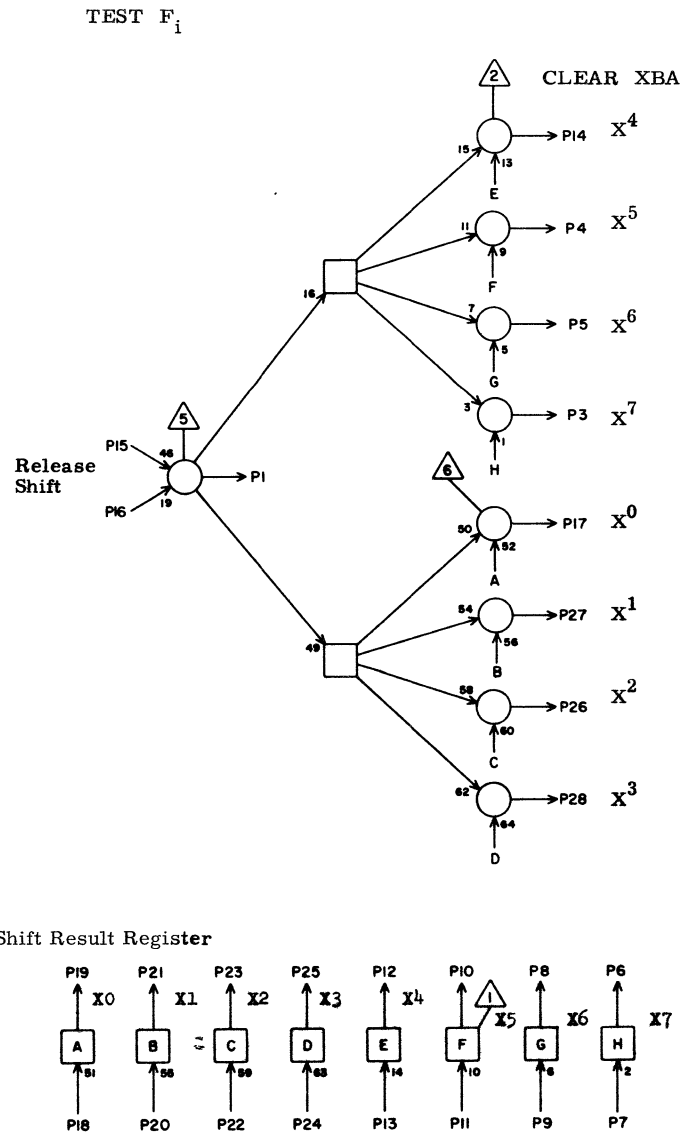 TEST Fi
2 CLEAR XBA
15 13 P14 X4
E
11 9 P4 X5
F
16
7 5 P5 X6
G
3 1 P3 X7
H
5
P15 46
Release
Shift
P1
P16 19
6
50 52 P17 X0
A
54 56 P27 X1
B
49
58 60 P26 X2
C
62 64 P28 X3
D
Shift Result Register
P19 P21 P23 P25 P12 P10 P8 P6
X0 X1 X2 X3 X4 1 X5 X6 X7
A B C D E F G H
51 55 59 63 14 10 6 2
P18 P20 P22 P24 P13 P11 P9 P7